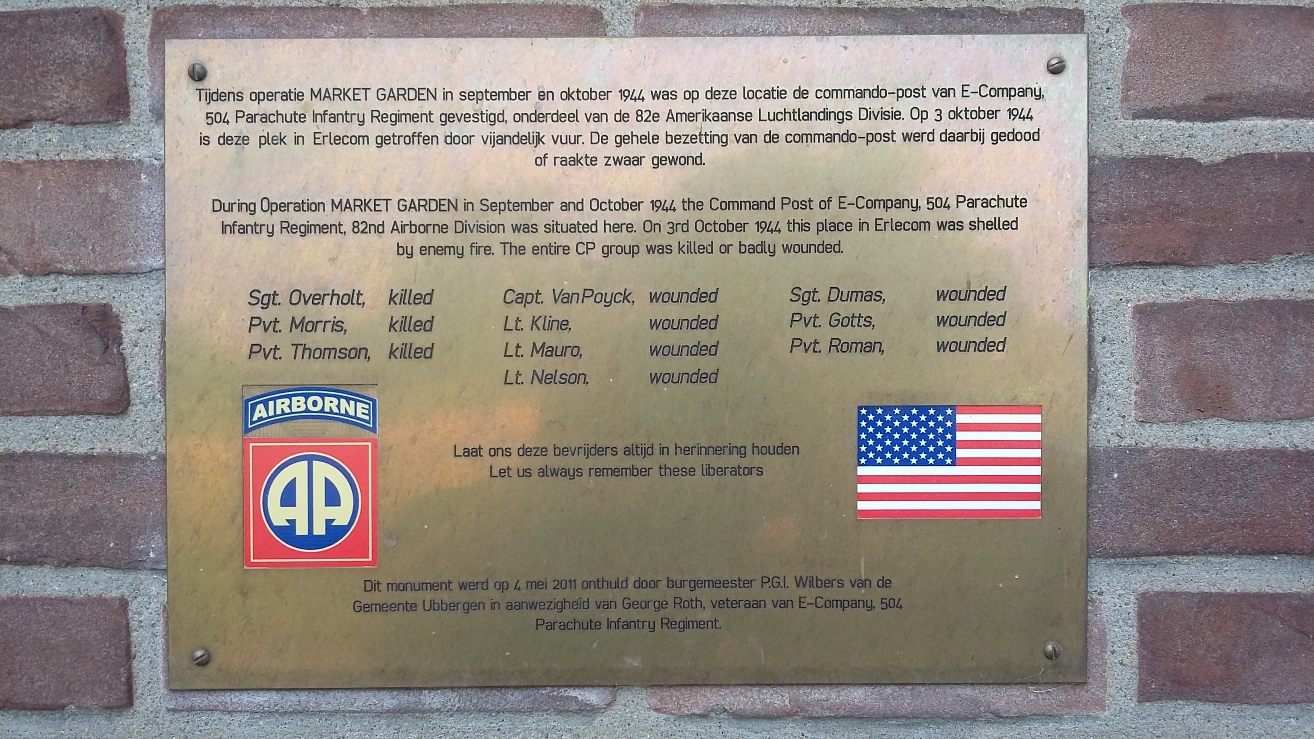 Tijdens operatie MARKET GARDEN in september en oktober 1944 was op deze locatie de commando-post van E-Company,
504 Parachute Infantry Regiment gevestigd, onderdeel van de 82e Amerikaanse Luchtlandings Divisie. Op 3 oktober 1944
is deze plek in Erlecom getroffen door vijandelijk vuur. De gehele bezetting van de commando-post werd daarbij gedood
of raakte zwaar gewond.
During Operation MARKET GARDEN in September and October 1944 the Command Post of E-Company, 504 Parachute
Infantry Regiment, 82nd Airborne Division was situated here. On 3rd October 1944 this place in Erlecom was shelled
by enemy fire. The entire CP group was killed or badly wounded.
Sgt. Overholt, killed
Pvt. Morris, killed
Pvt. Thomson, killed
Capt. VanPoyck, wounded
Lt. Kline, wounded
Lt. Mauro, wounded
Lt. Nelson, wounded
Sgt. Dumas, wounded
Pvt. Gotts, wounded
Pvt. Roman, wounded
AIRBORNE
AA
Laat ons deze bevrijders altijd in herinnering houden
Let us always remember these liberators
Dit monument werd op 4 mei 2011 onthuld door burgemeester P.G.I. Wilbers van de
Gemeente Ubbergen in aanwezigheid van George Roth, veteraan van E-Company, 504
Parachute Infantry Regiment.